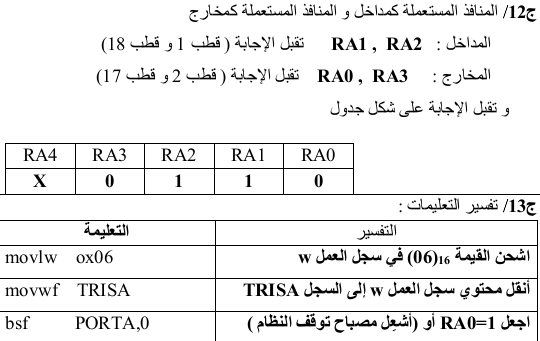 ج12/ المنافذ المستعملة كمداخل و المنافذ المستعملة كمخارج
المداخل : RA1 , RA2 تقبل الإجابة ( قطب 1 و قطب 18)
المخارج : RA0 , RA3 تقبل الإجابة ( قطب 2 و قطب 17)
و تقبل الإجابة على شكل جدول
RA4 RA3 RA2 RA1 RA0
X 0 1 1 0
ج13/ تفسير التعليمات :
التعليمة التفسير
movlw ox06 اشحن القيمة (06)16 في سجل العمل w
movwf TRISA أنقل محتوي سجل العمل w إلى السجل TRISA
bsf PORTA,0 اجعل RA0=1 أو (أشعِل مصباح توقف النظام )